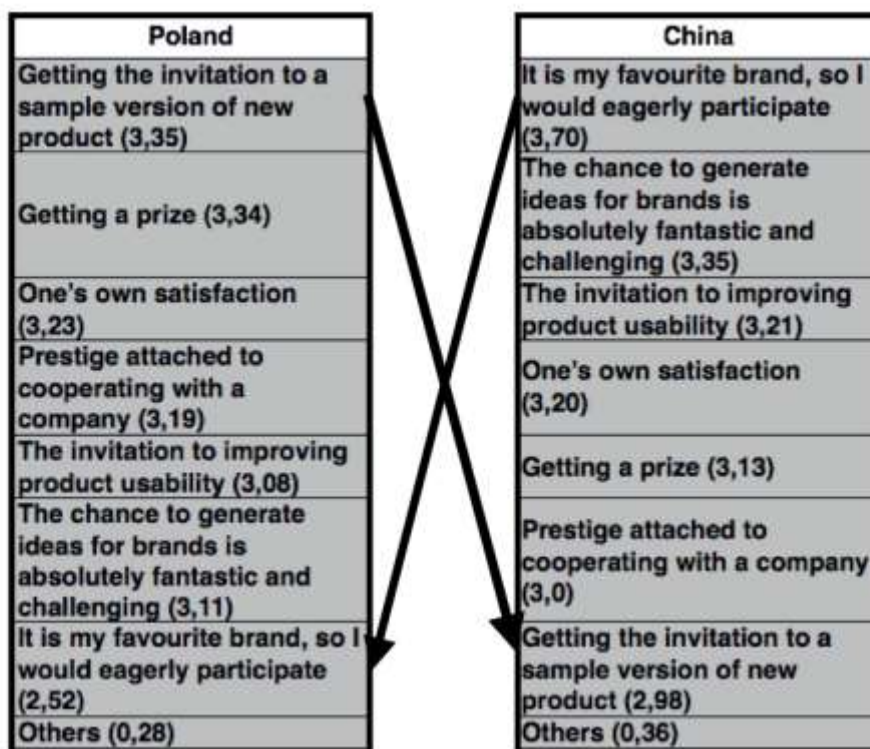 Poland
Getting the invitation to a
sample version of new
product (3,35)
Getting a prize (3,34)
One's own satisfaction
(3,23)
Prestige attached to
cooperating with a
company (3,19)
The invitation to improving
product usability (3,08)
The chance to generate
ideas for brands is
absolutely fantastic and
challenging (3,11)
It is my favourite brand, so I
would eagerly participate
(2,52)
Others (0,28)
China
It is my favourite brand, so I
would eagerly participate
(3,70)
The chance to generate
ideas for brands is
absolutely fantastic and
challenging (3,35)
The invitation to improving
product usability (3,21)
One's own satisfaction
(3,20)
Getting a prize (3,13)
Prestige attached to
cooperating with a company
(3,0)
Getting the invitation to a
sample version of new
product (2,98)
Others (0,36)